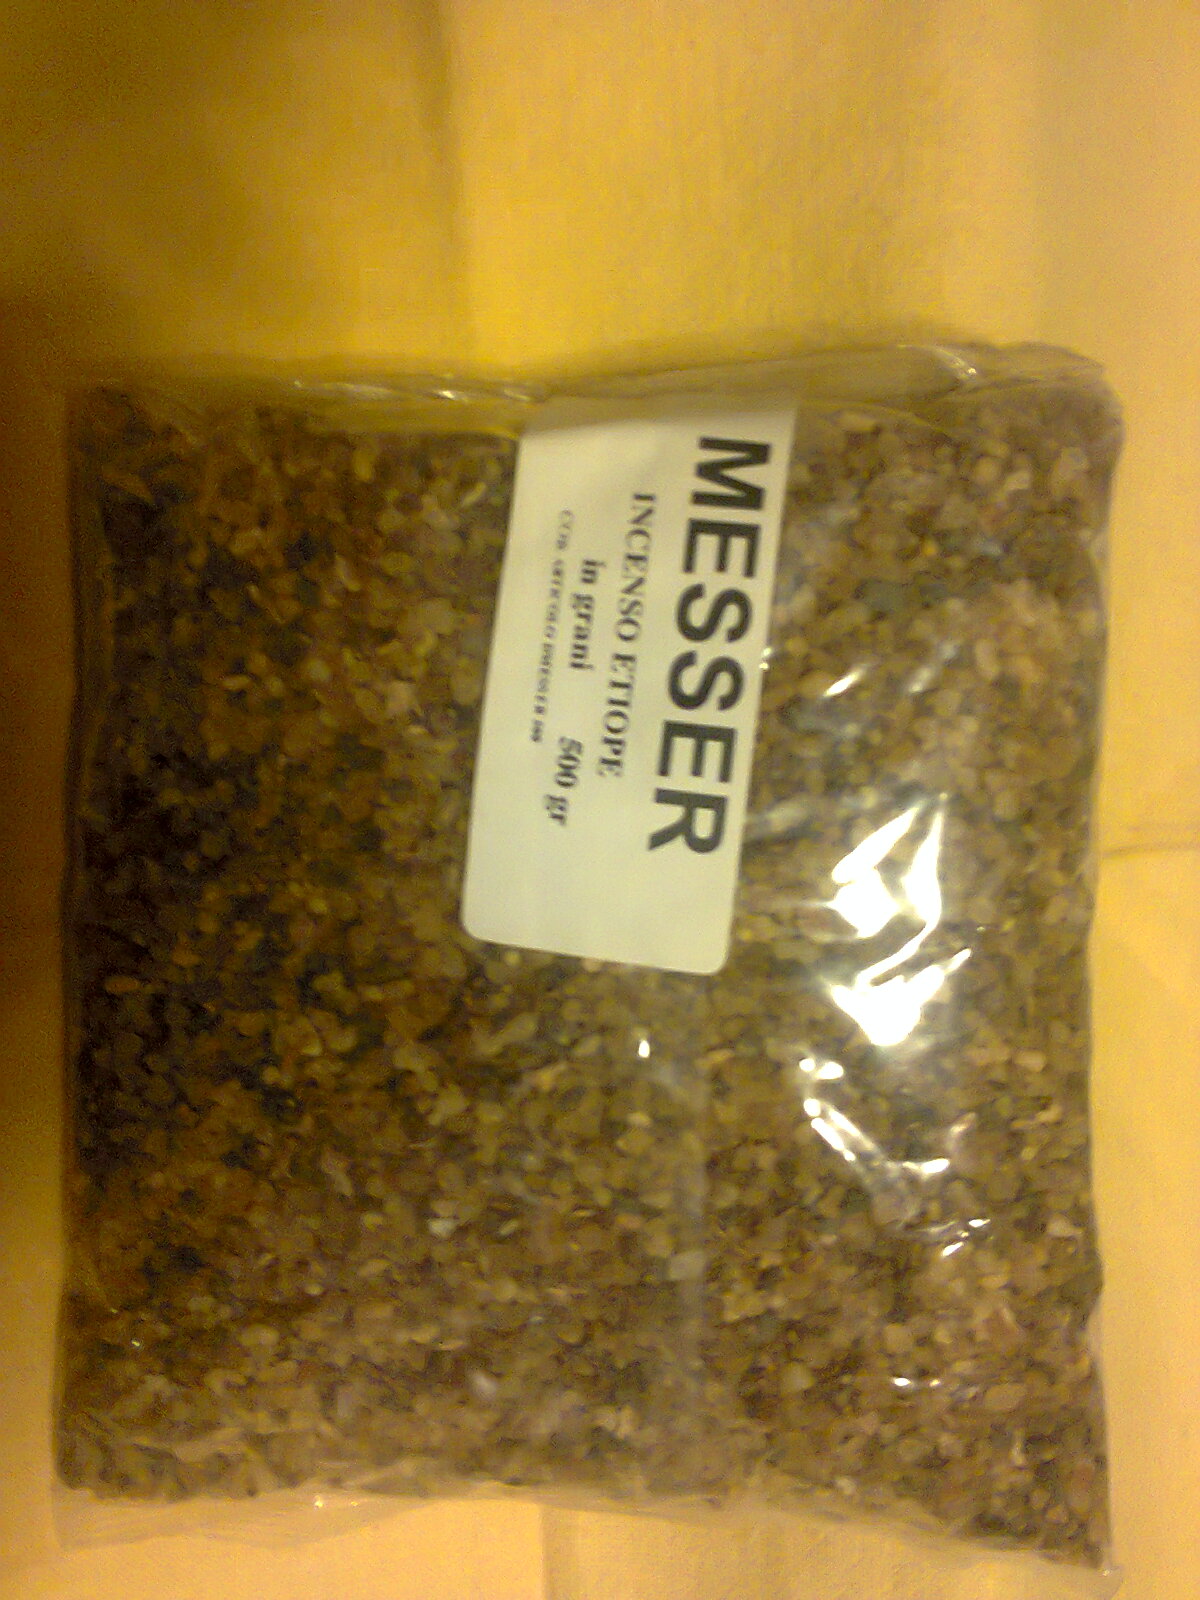 MESSER
INCENSO ETIOPE
in grani 500 gr